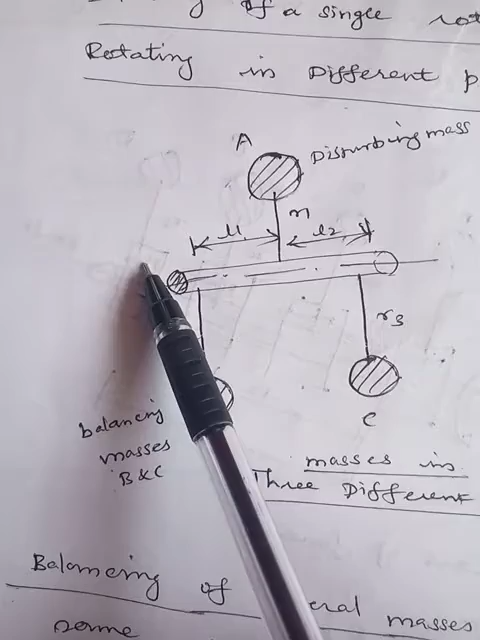 of a single
Rotating in Different
A
Disturbing mass
l1
l2
r3
balancing
masses
B & C
C
masses in
Three Different
Balancing of masses
same